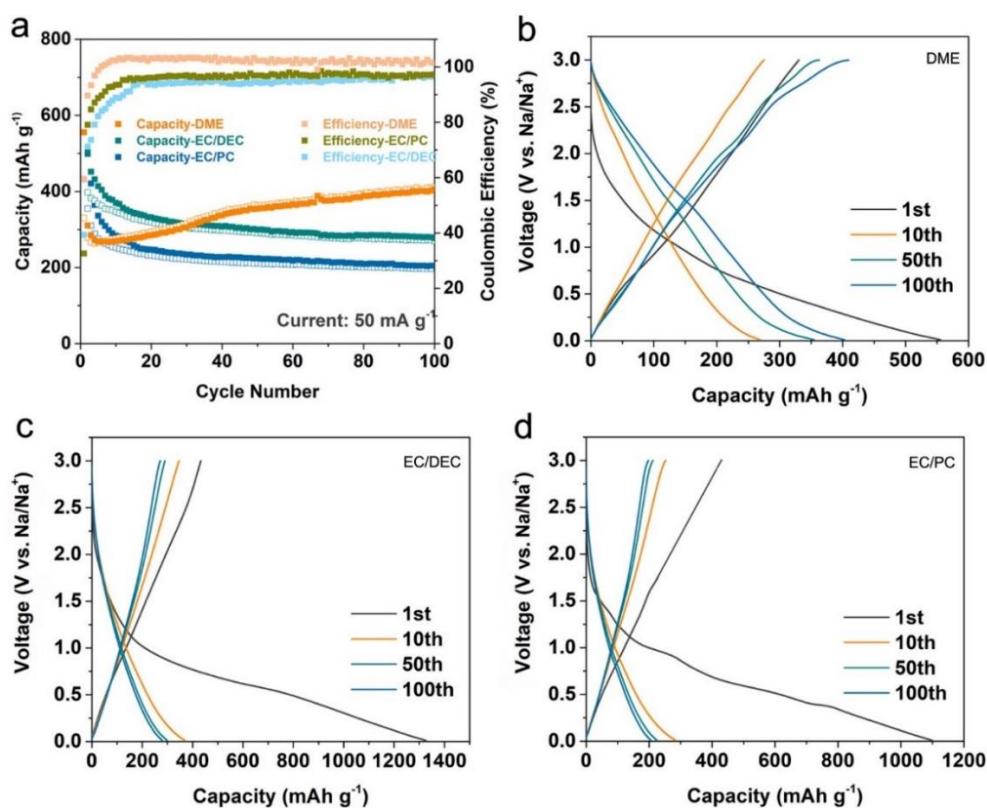 a
800
600
400
200
0
Capacity (mAh g⁻¹)
Capacity-DME
Capacity-EC/DEC
Capacity-EC/PC
Efficiency-DME
Efficiency-EC/PC
Efficiency-EC/DEC
Current: 50 mA g⁻¹
0
20
40
60
80
100
Cycle Number
100
80
60
40
20
0
Coulombic Efficiency (%)
b
DME
3.0
2.5
2.0
1.5
1.0
0.5
0.0
Voltage (V vs. Na/Na⁺)
1st
10th
50th
100th
0
100
200
300
400
500
600
Capacity (mAh g⁻¹)
c
EC/DEC
3.0
2.5
2.0
1.5
1.0
0.5
0.0
Voltage (V vs. Na/Na⁺)
1st
10th
50th
100th
0
200
400
600
800
1000
1200
1400
Capacity (mAh g⁻¹)
d
EC/PC
3.0
2.5
2.0
1.5
1.0
0.5
0.0
Voltage (V vs. Na/Na⁺)
1st
10th
50th
100th
0
200
400
600
800
1000
1200
Capacity (mAh g⁻¹)